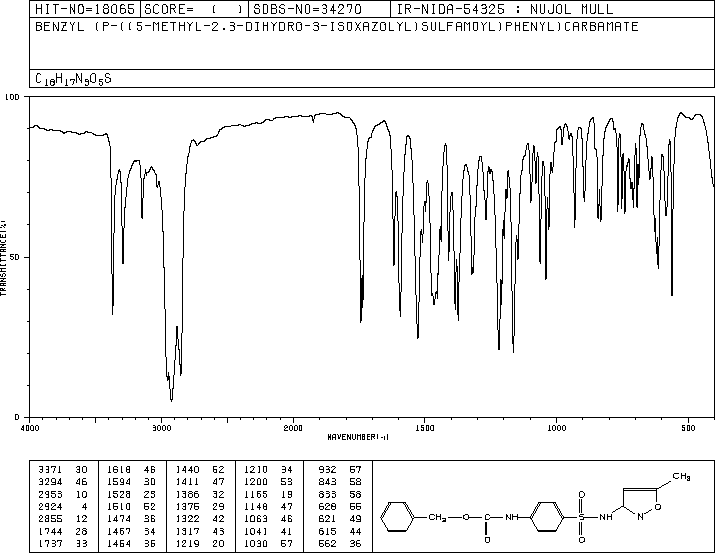 HIT-NO=18065 SCORE= ( ) SDBS-NO=34270 IR-NIDA-54325 : NUJOL MULL
BENZYL (P-((5-METHYL-2,3-DIHYDRO-3-ISOXAZOLYL)SULFAMOYL)PHENYL)CARBAMATE
C18H17N3O5S
100
50
0
TRANSMITTANCE(%)
4000 3000 2000 1500 1000 500
WAVENUMBER(-1)
3371 30 1618 46 1440 52 1210 34 932 57
3294 46 1594 30 1411 47 1200 53 843 58
2953 10 1528 23 1386 32 1165 19 833 58
2924 4 1510 52 1375 29 1148 47 628 55
2855 12 1474 36 1322 42 1063 46 621 49
1744 28 1467 34 1317 43 1041 41 615 44
1737 33 1464 36 1219 20 1030 57 562 36
CH3
O O
CH2 O NH S NH N
O O